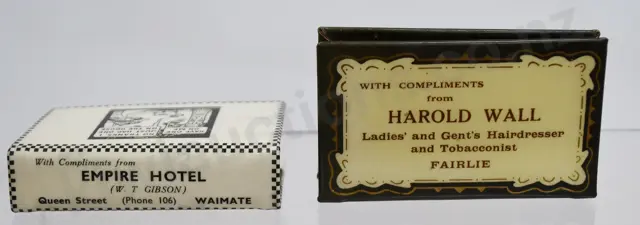 With Compliments from
EMPIRE HOTEL
(W. T GIBSON)
Queen Street (Phone 106) WAIMATE
WITH COMPLIMENTS
from
HAROLD WALL
Ladies' and Gent's Hairdresser
and Tobacconist
FAIRLIE